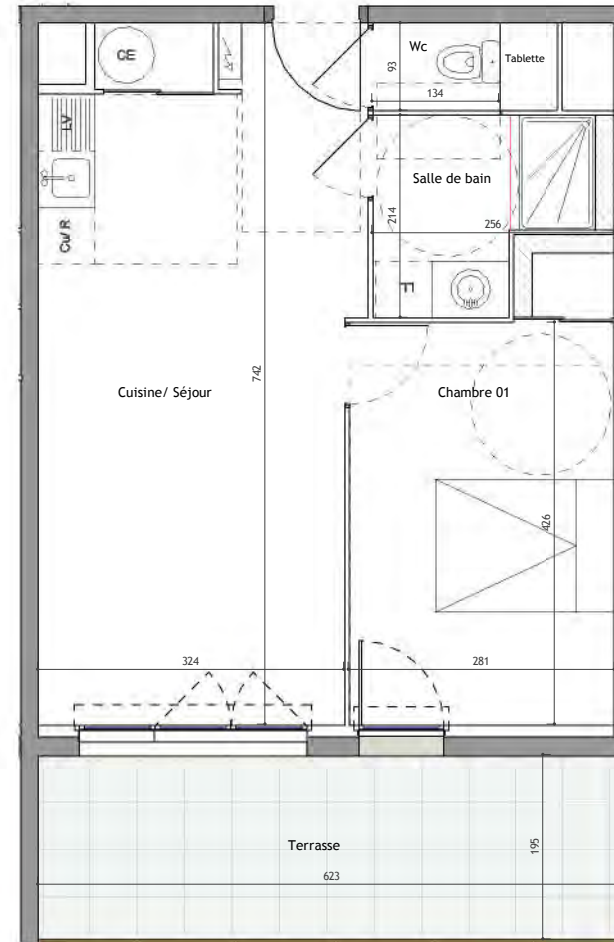 CE
Wc
Tablette
93
134
LV
Salle de bain
214
256
Cu/ R
LL
742
Cuisine/ Séjour
Chambre 01
426
324
281
Terrasse
195
623